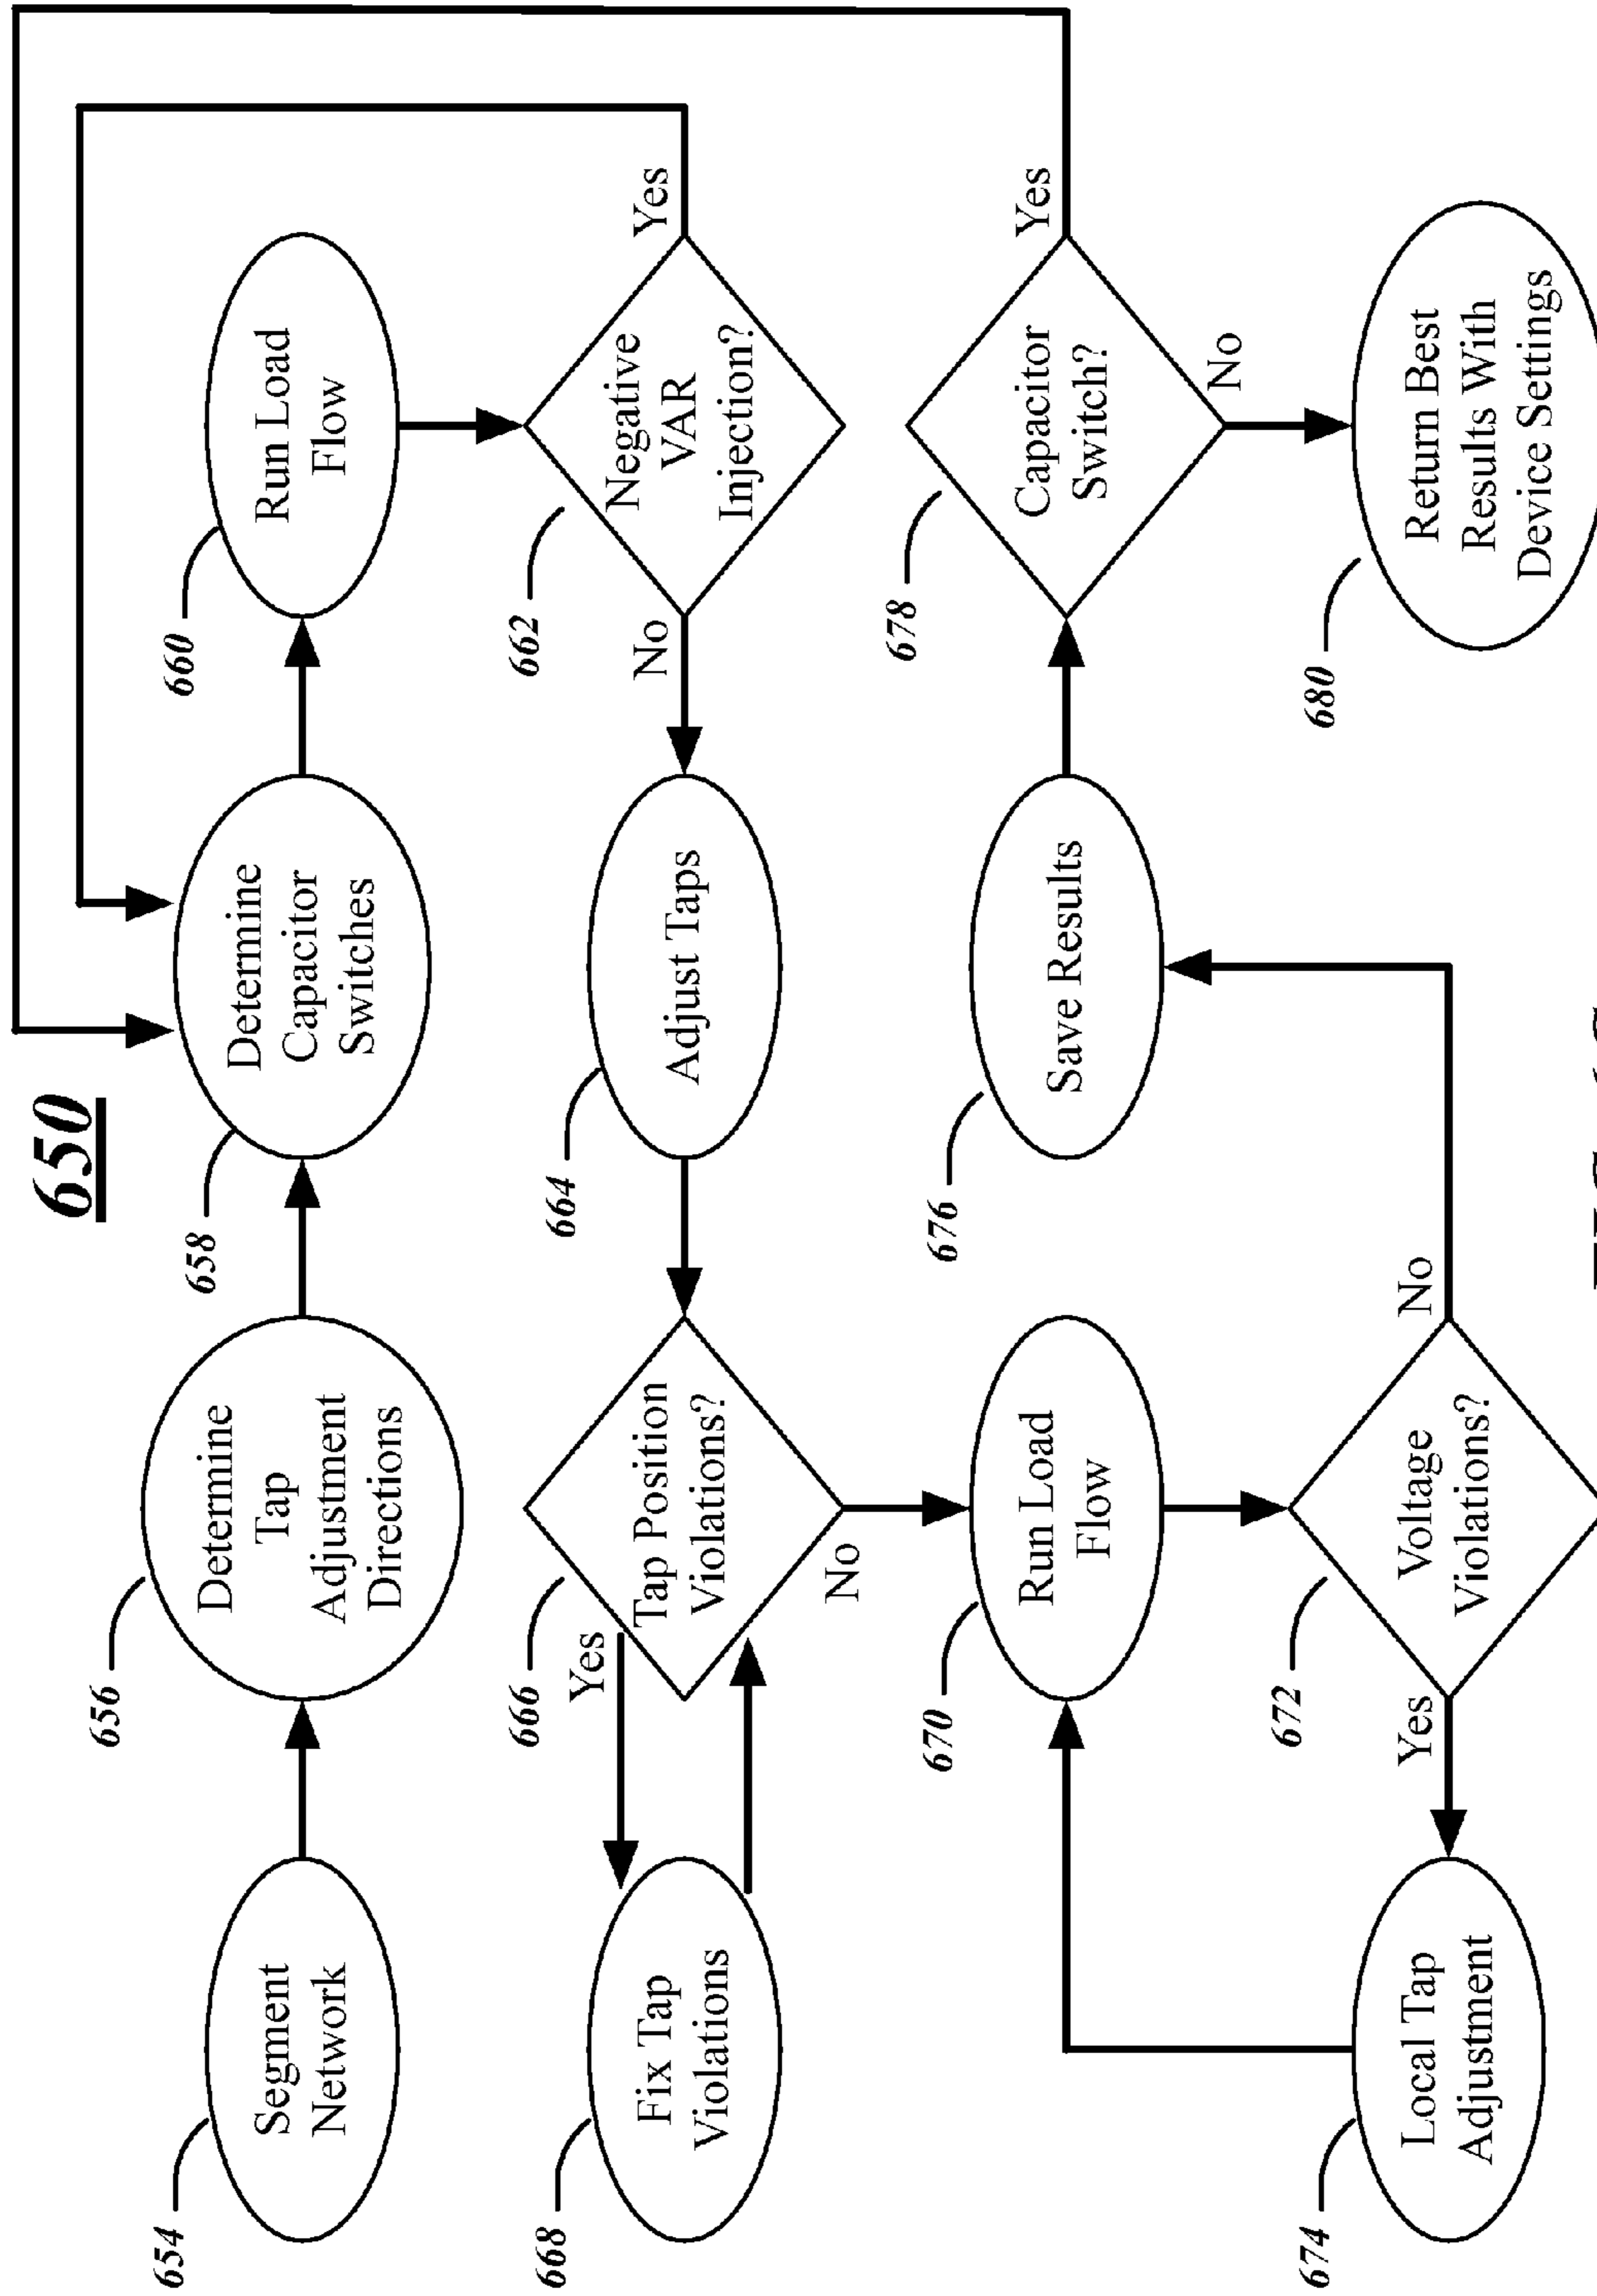 650
654
Segment
Network
656
Determine
Tap
Adjustment
Directions
658
Determine
Capacitor
Switches
660
Run Load
Flow
662
Negative
VAR
Injection?
Yes
No
664
Adjust Taps
666
Tap Position
Violations?
Yes
No
668
Fix Tap
Violations
670
Run Load
Flow
672
Voltage
Violations?
Yes
No
674
Local Tap
Adjustment
676
Save Results
678
Capacitor
Switch?
Yes
No
680
Return Best
Results With
Device Settings